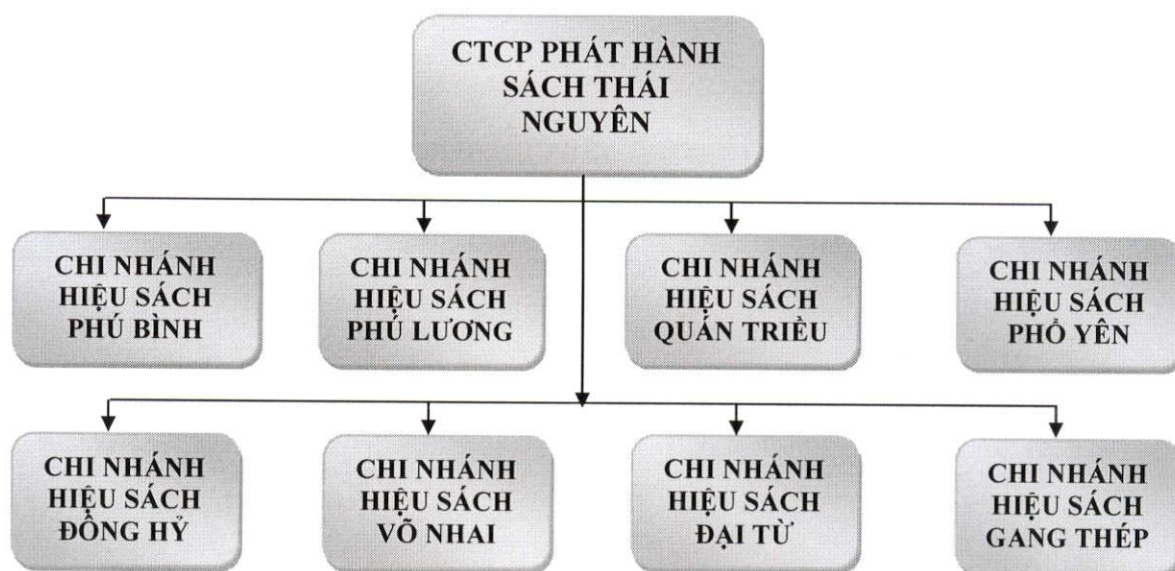 CTCP PHÁT HÀNH
SÁCH THÁI
NGUYÊN
CHI NHÁNH
HIỆU SÁCH
PHÚ BÌNH
CHI NHÁNH
HIỆU SÁCH
PHÚ LƯƠNG
CHI NHÁNH
HIỆU SÁCH
QUÁN TRIỀU
CHI NHÁNH
HIỆU SÁCH
PHỔ YÊN
CHI NHÁNH
HIỆU SÁCH
ĐỒNG HỶ
CHI NHÁNH
HIỆU SÁCH
VÕ NHAI
CHI NHÁNH
HIỆU SÁCH
ĐẠI TỪ
CHI NHÁNH
HIỆU SÁCH
GANG THÉP